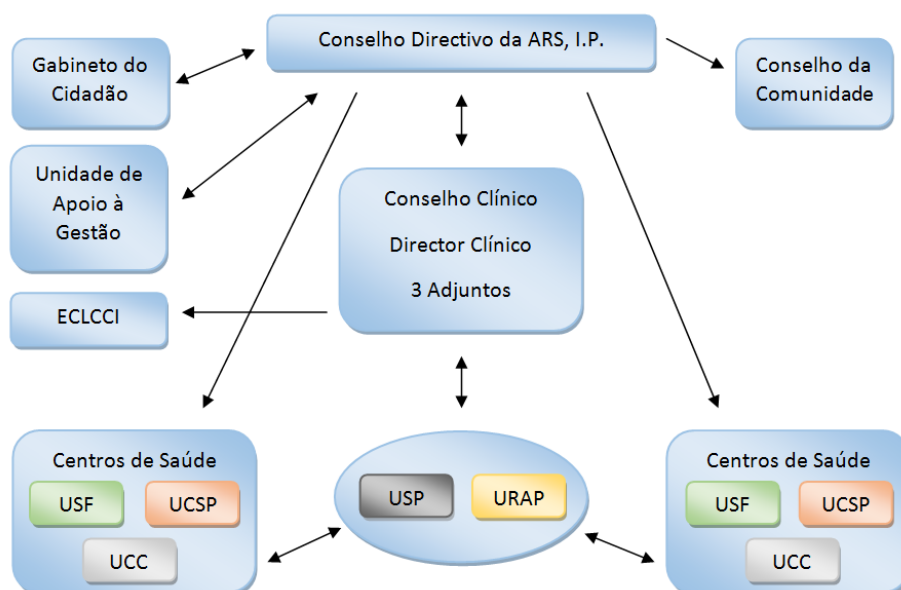 Conselho Directivo da ARS, I.P.
Gabineto do
Cidadão
Conselho da
Comunidade
Unidade de
Apoio à
Gestão
Conselho Clínico
Director Clínico
3 Adjuntos
ECLCCI
Centros de Saúde
USF
UCSP
UCC
USP
URAP
Centros de Saúde
USF
UCSP
UCC